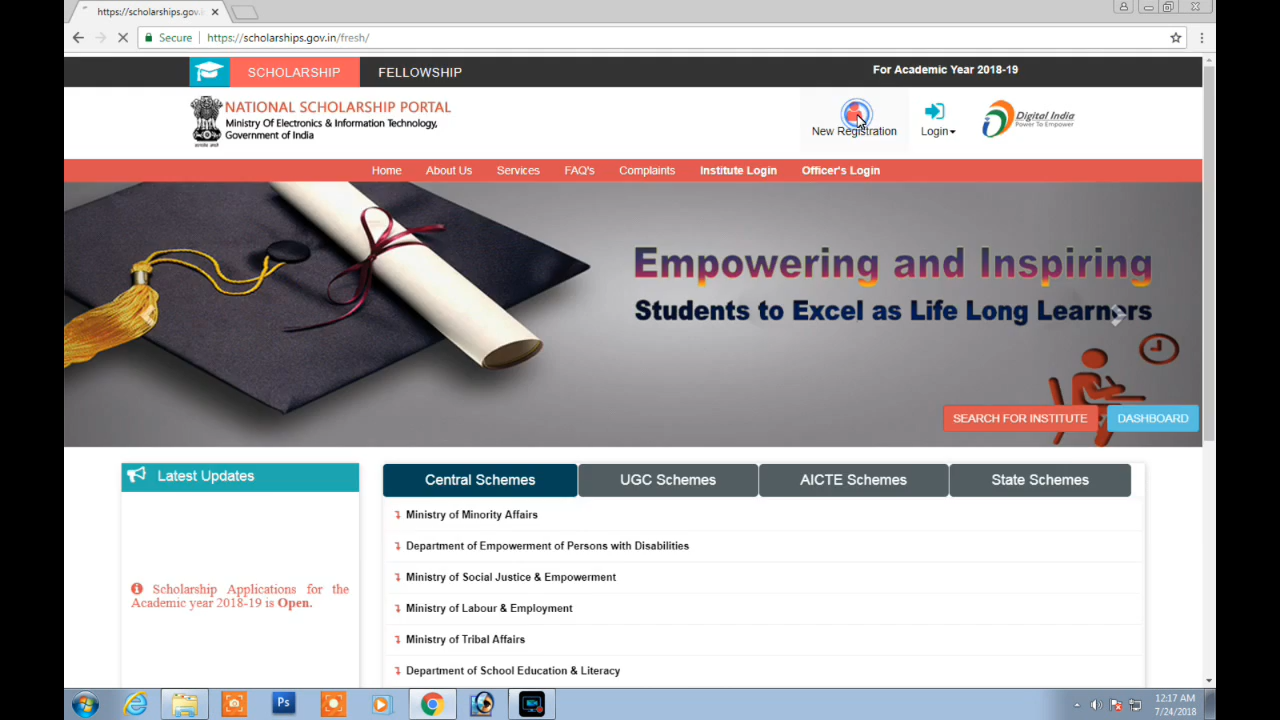 https://scholarships.gov.i
Secure https://scholarships.gov.in/fresh/
SCHOLARSHIP FELLOWSHIP For Academic Year 2018-19
NATIONAL SCHOLARSHIP PORTAL
Ministry Of Electronics & Information Technology,
Government of India
New Registration
Login
Digital India
Power To Empower
Home About Us Services FAQ's Complaints Institute Login Officer's Login
Empowering and Inspiring
Students to Excel as Life Long Learners
SEARCH FOR INSTITUTE DASHBOARD
Latest Updates
Scholarship Applications for the
Academic year 2018-19 is Open.
Central Schemes UGC Schemes AICTE Schemes State Schemes
Ministry of Minority Affairs
Department of Empowerment of Persons with Disabilities
Ministry of Social Justice & Empowerment
Ministry of Labour & Employment
Ministry of Tribal Affairs
Department of School Education & Literacy
Ps
12:17 AM
7/24/2018